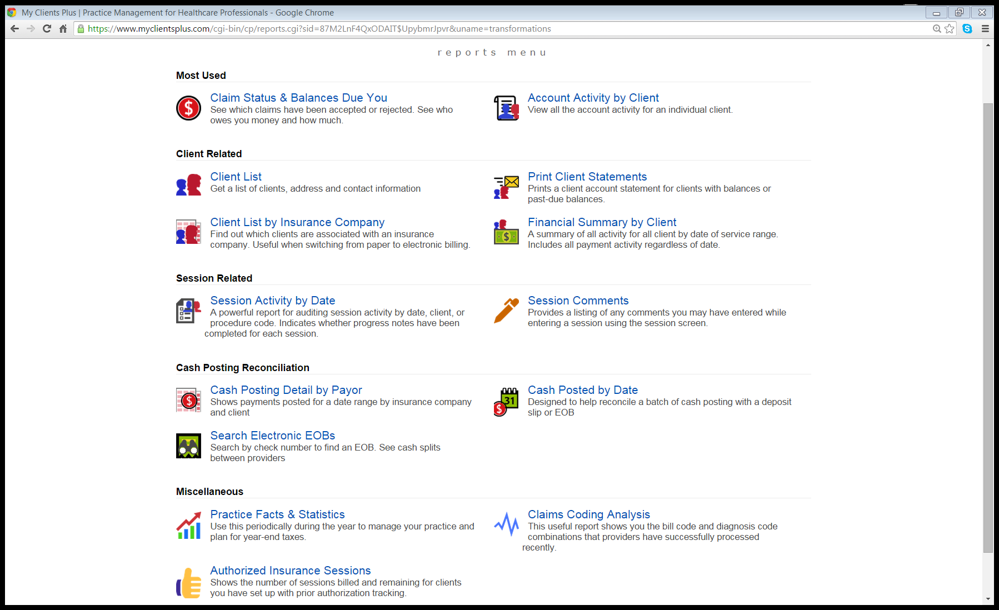 My Clients Plus | Practice Management for Healthcare Professionals - Google Chrome
https://www.myclientsplus.com/cgi-bin/cp/reports.cgi?sid=87M2LnF4QxODAIT$UpybmrJpvr&uname=transformations
reports menu
Most Used
Claim Status & Balances Due You
See which claims have been accepted or rejected. See who
owes you money and how much.
Account Activity by Client
View all the account activity for an individual client.
Client Related
Client List
Get a list of clients, address and contact information
Print Client Statements
Prints a client account statement for clients with balances or
past-due balances.
Client List by Insurance Company
Find out which clients are associated with an insurance
company. Useful when switching from paper to electronic billing.
Financial Summary by Client
A summary of all activity for all client by date of service range.
Includes all payment activity regardless of date.
Session Related
Session Activity by Date
A powerful report for auditing session activity by date, client, or
procedure code. Indicates whether progress notes have been
completed for each session.
Session Comments
Provides a listing of any comments you may have entered while
entering a session using the session screen.
Cash Posting Reconciliation
Cash Posting Detail by Payor
Shows payments posted for a date range by insurance company
and client
31
Cash Posted by Date
Designed to help reconcile a batch of cash posting with a deposit
slip or EOB
Search Electronic EOBs
Search by check number to find an EOB. See cash splits
between providers
Miscellaneous
Practice Facts & Statistics
Use this periodically during the year to manage your practice and
plan for year-end taxes.
Claims Coding Analysis
This useful report shows you the bill code and diagnosis code
combinations that providers have successfully processed
recently.
Authorized Insurance Sessions
Shows the number of sessions billed and remaining for clients
you have set up with prior authorization tracking.